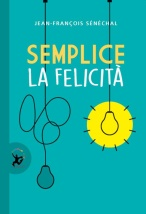 JEAN-FRANÇOIS SÉNÉCHAL
SEMPLICE
LA FELICITÀ